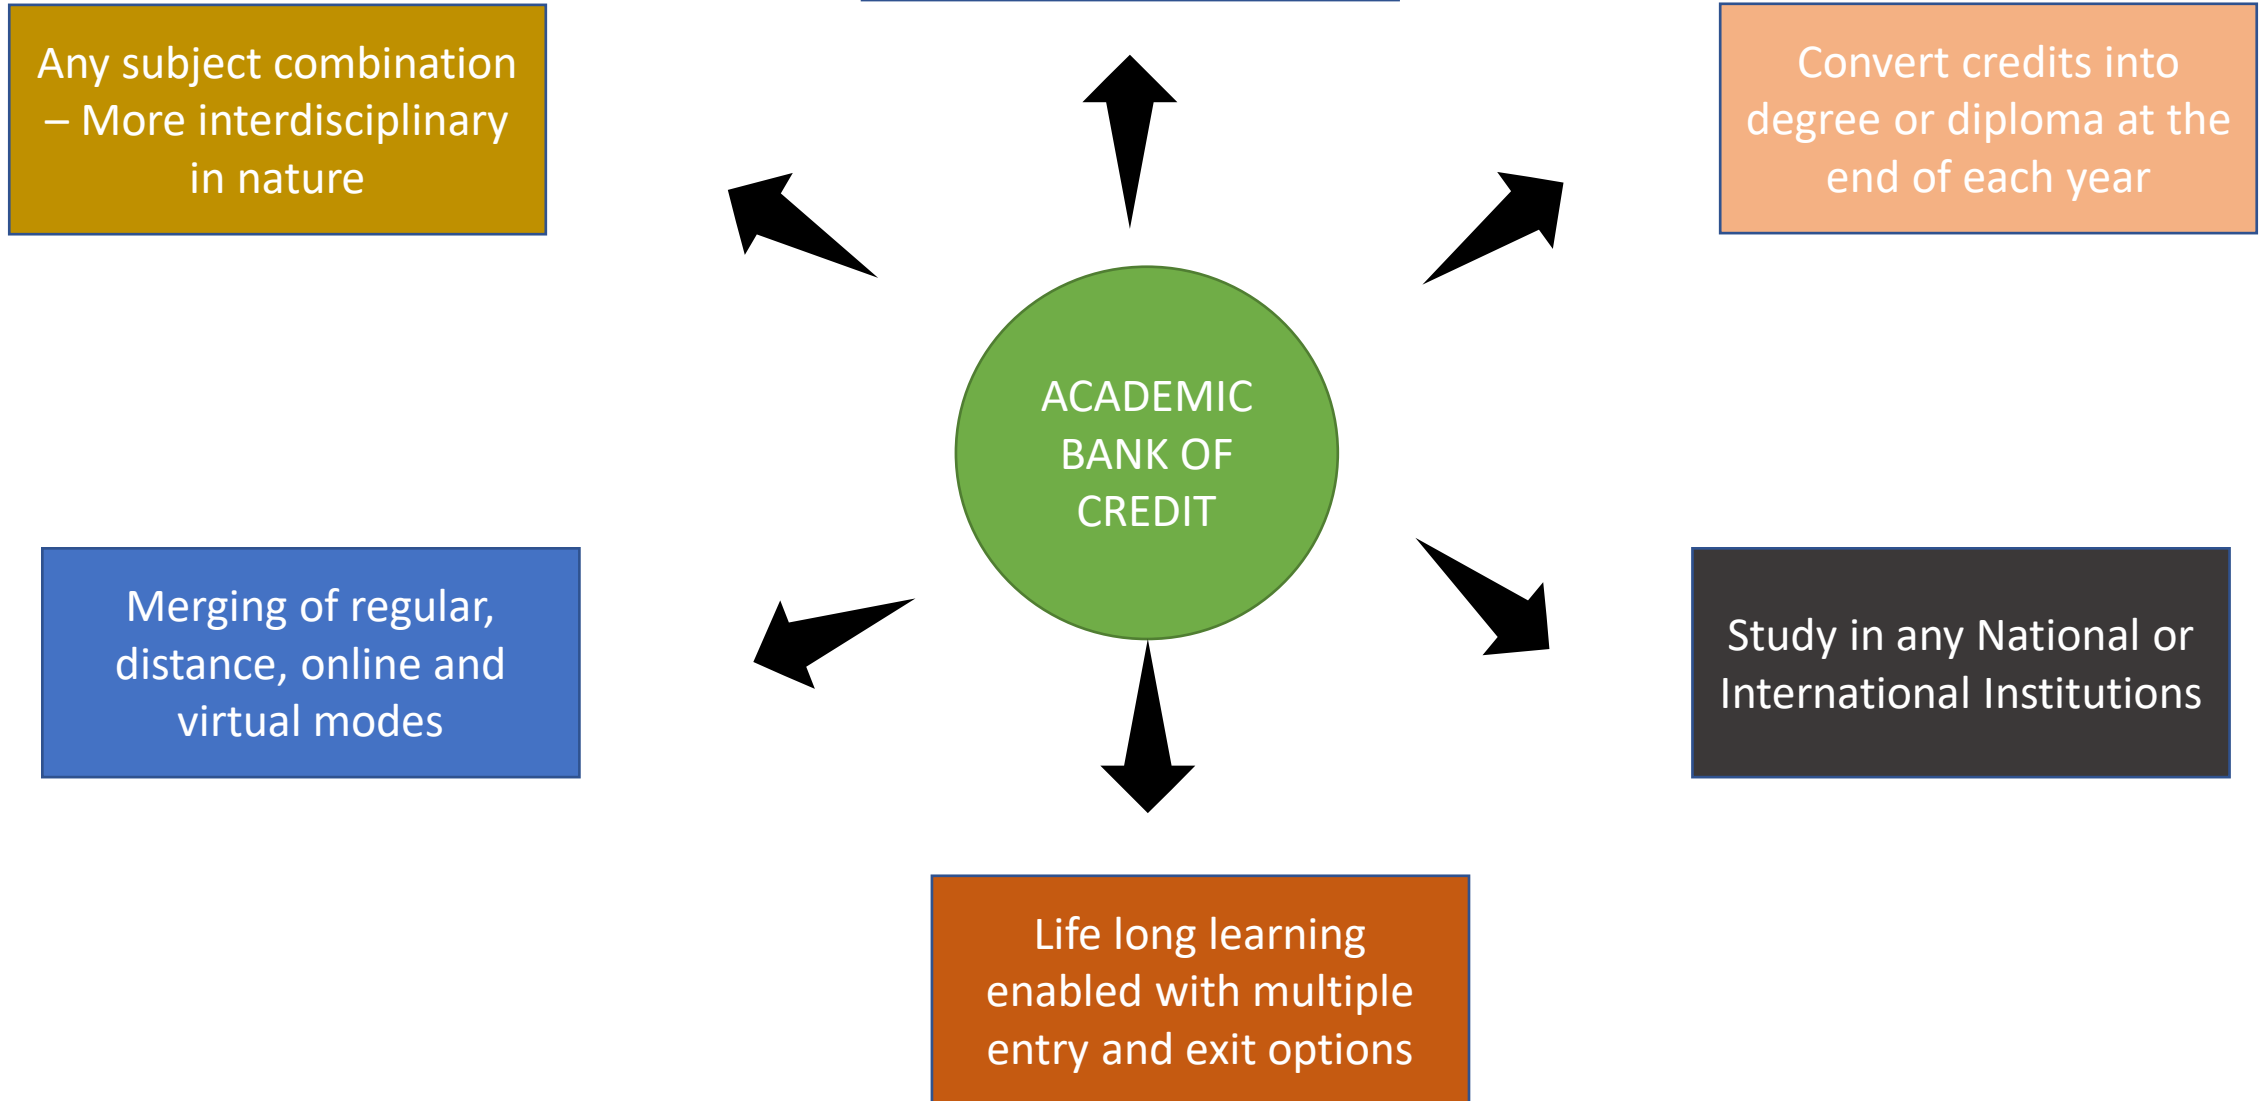 Any subject combination
– More interdisciplinary
in nature
Convert credits into
degree or diploma at the
end of each year
ACADEMIC
BANK OF
CREDIT
Merging of regular,
distance, online and
virtual modes
Study in any National or
International Institutions
Life long learning
enabled with multiple
entry and exit options